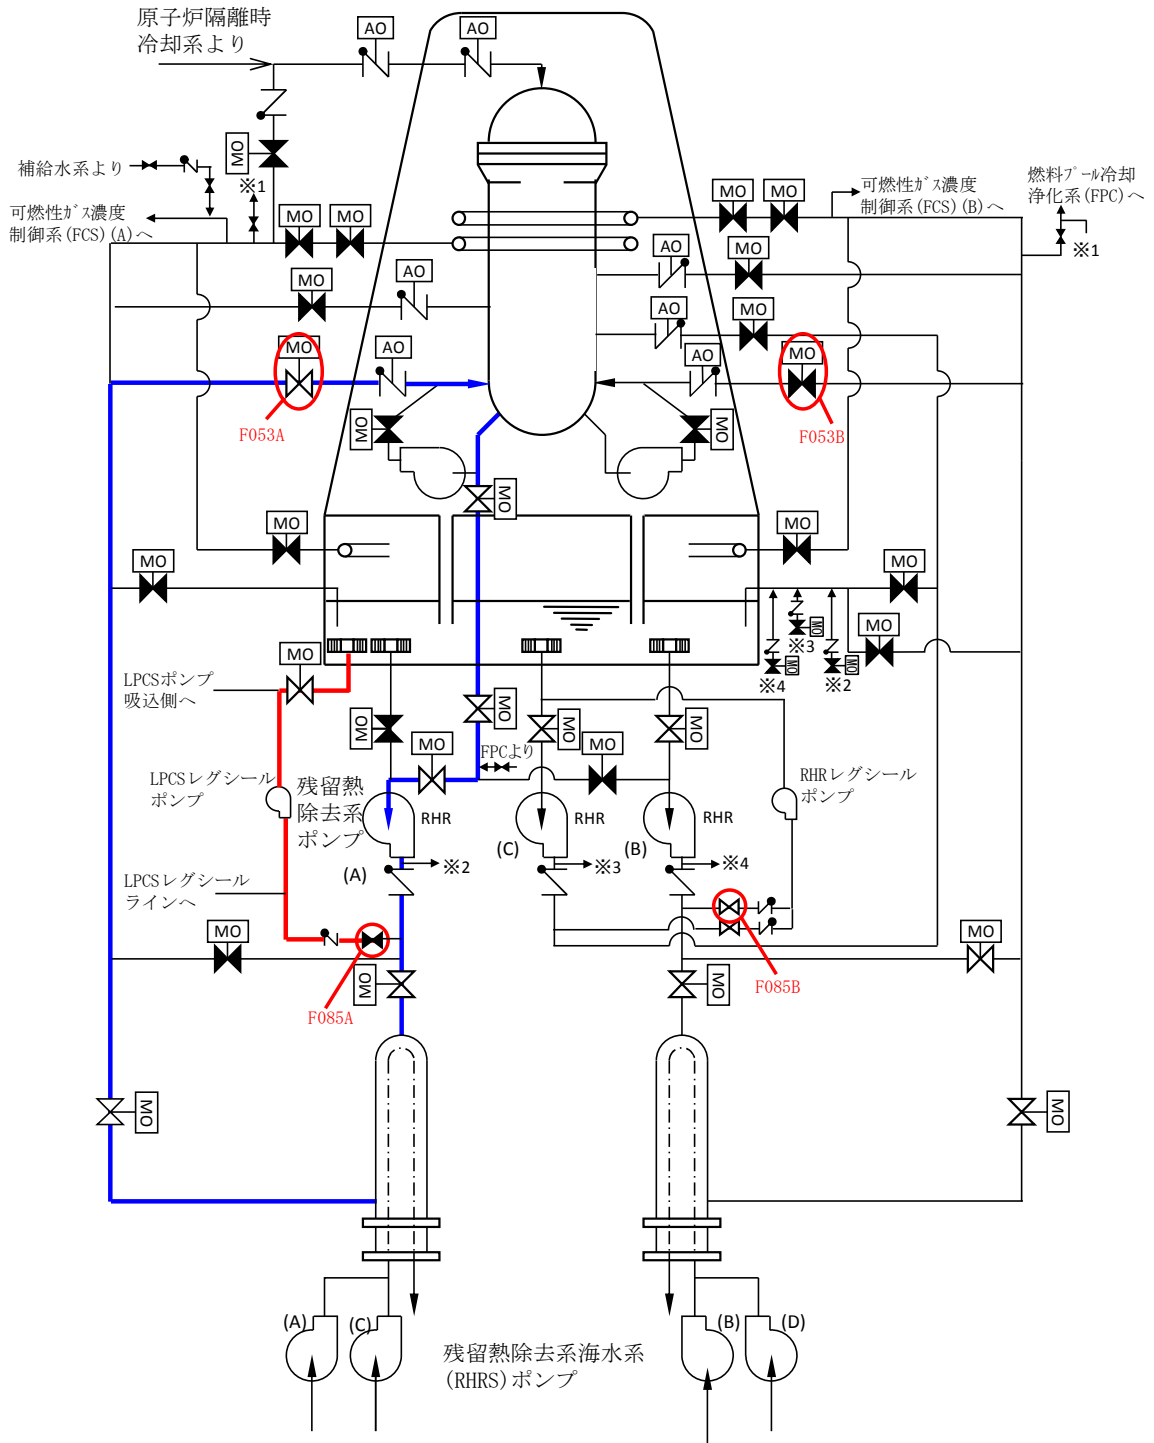 原子炉隔離時
冷却系より
AO
AO
MO
補給水系より
※1
可燃性ガス濃度
制御系(FCS)(A)へ
MO
MO
MO
MO
可燃性ガス濃度
制御系(FCS)(B)へ
燃料プール冷却
浄化系(FPC)へ
※1
AO
MO
MO
AO
AO
MO
MO
AO
AO
MO
F053A
F053B
MO
MO
MO
MO
MO
MO
MO
MO
MO
MO
MO
※3
※4
※2
MO
LPCSポンプ
吸込側へ
MO
MO
MO
MO
MO
FPCより
MO
LPCSレグシール
ポンプ
残留熱
除去系
ポンプ
RHR
(A)
RHR
(C)
RHR
(B)
RHRレグシール
ポンプ
※2
※3
※4
LPCSレグシール
ラインへ
MO
MO
F085A
MO
F085B
MO
MO
MO
(A)
(C)
(B)
(D)
残留熱除去系海水系
(RHRS)ポンプ